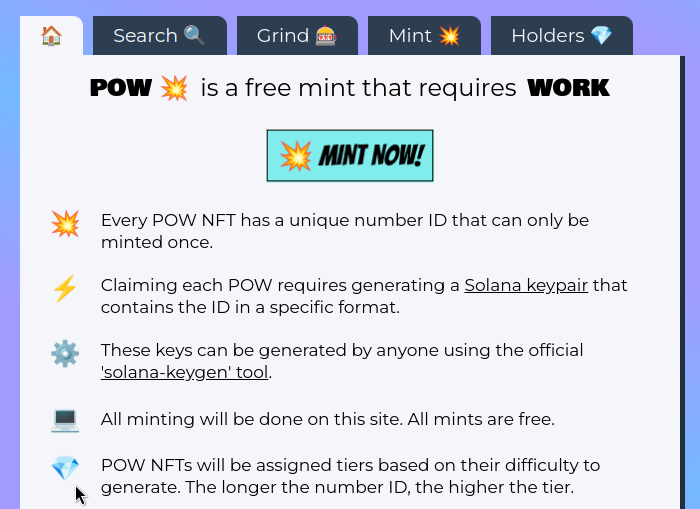 🏠 Search 🔍 Grind 🎰 Mint 💥 Holders 💎
POW 💥 is a free mint that requires WORK
💥 MINT NOW!
💥 Every POW NFT has a unique number ID that can only be
minted once.
⚡ Claiming each POW requires generating a Solana keypair that
contains the ID in a specific format.
⚙️ These keys can be generated by anyone using the official
'solana-keygen' tool.
💻 All minting will be done on this site. All mints are free.
💎 POW NFTs will be assigned tiers based on their difficulty to
generate. The longer the number ID, the higher the tier.